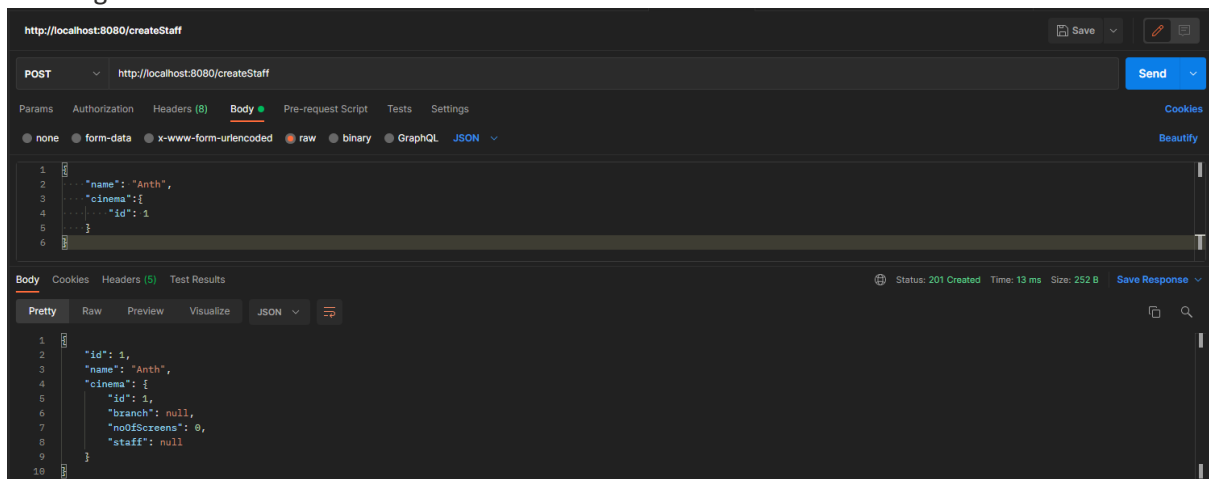 http://localhost:8080/createStaff Save
POST http://localhost:8080/createStaff Send
Params Authorization Headers (8) Body Pre-request Script Tests Settings Cookies
none form-data x-www-form-urlencoded raw binary GraphQL JSON Beautify
1 {
2 "name": "Anth",
3 "cinema":{
4 "id": 1
5 }
6 }
Body Cookies Headers (5) Test Results Status: 201 Created Time: 13 ms Size: 252 B Save Response
Pretty Raw Preview Visualize JSON
1 {
2 "id": 1,
3 "name": "Anth",
4 "cinema": {
5 "id": 1,
6 "branch": null,
7 "noOfScreens": 0,
8 "staff": null
9 }
10 }